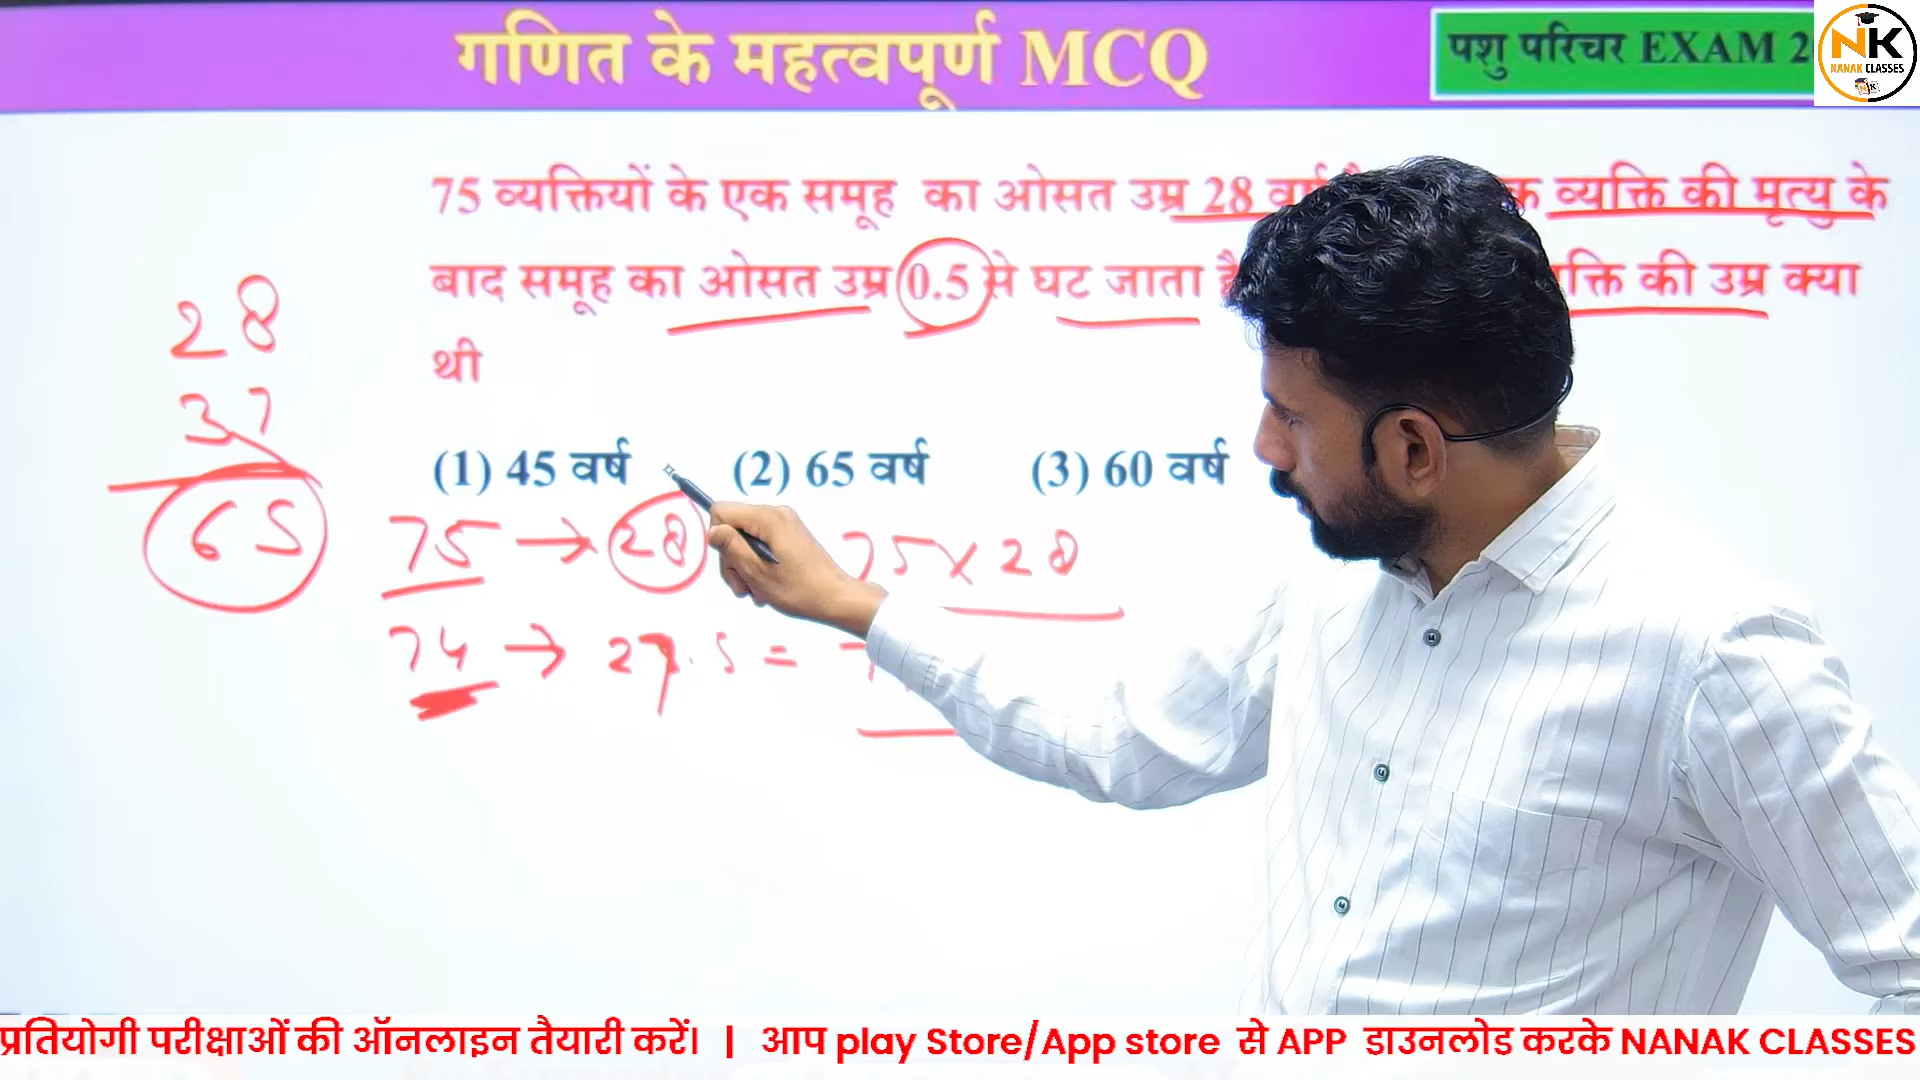 गणित के महत्वपूर्ण MCQ
पशु परिचर EXAM 2
NK
NANAK CLASSES
75 व्यक्तियों के एक समूह का ओसत उम्र 28 व्यक्ति की मृत्यु के
बाद समूह का ओसत उम्र 0.5 से घट जाता की उम्र क्या
थी
(1) 45 वर्ष (2) 65 वर्ष (3) 60 वर्ष
28
37
65
75 → 28 75 × 28
74 → 27.5 =
प्रतियोगी परीक्षाओं की ऑनलाइन तैयारी करें। | आप play Store/App store से APP डाउनलोड करके NANAK CLASSES